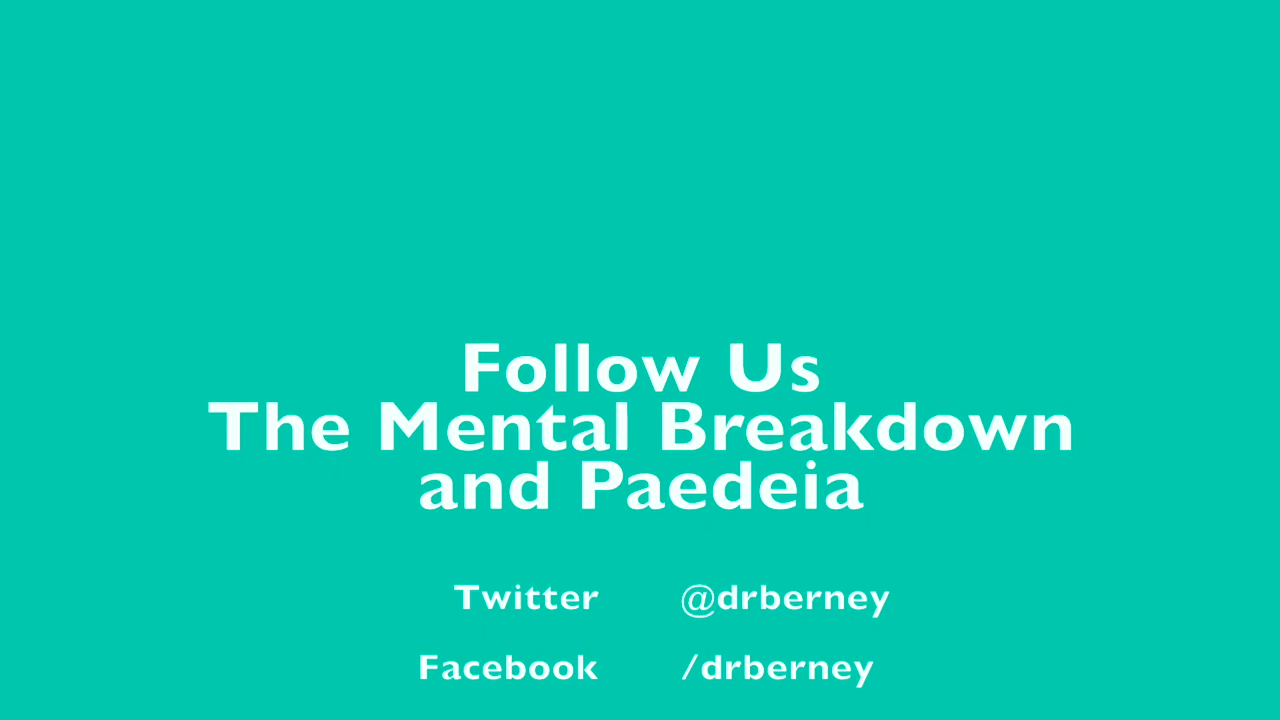 Follow Us
The Mental Breakdown
and Paedeia
Twitter @drberney
Facebook /drberney